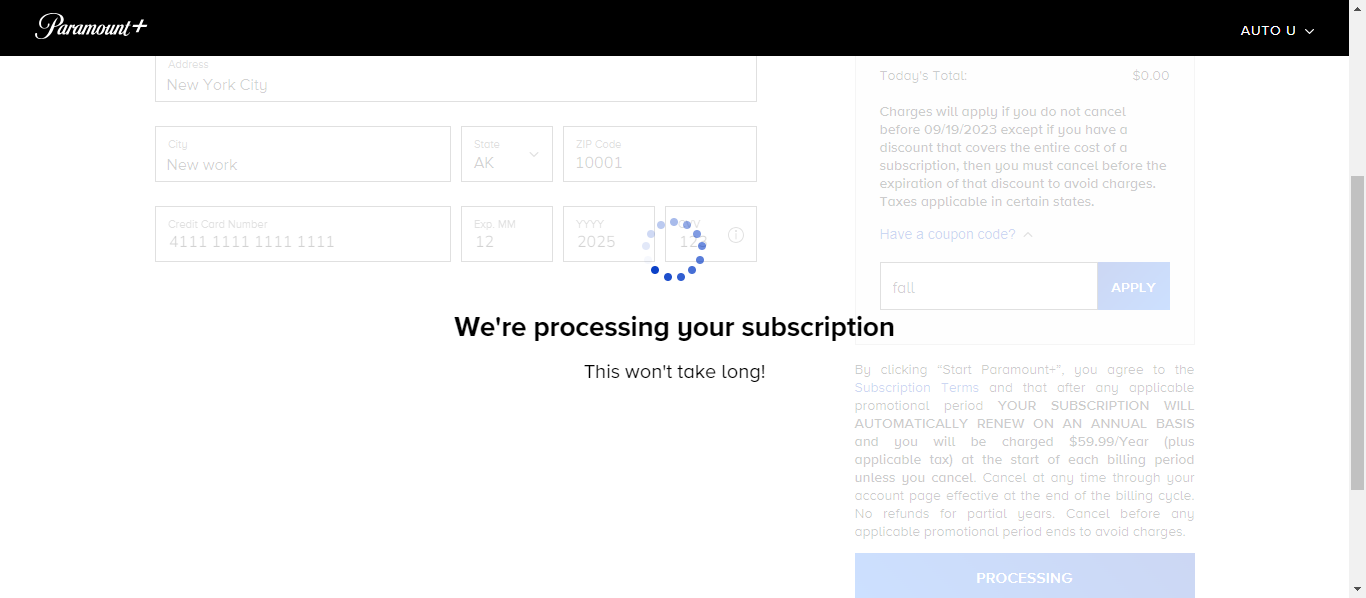 Paramount+
AUTO U
Address
New York City
City
New work
State
AK
ZIP Code
10001
Credit Card Number
4111 1111 1111 1111
Exp. MM
12
YYYY
2025
123
Today's Total:
$0.00
Charges will apply if you do not cancel
before 09/19/2023 except if you have a
discount that covers the entire cost of a
subscription, then you must cancel before the
expiration of that discount to avoid charges.
Taxes applicable in certain states.
Have a coupon code?
fall
APPLY
We're processing your subscription
This won't take long!
By clicking “Start Paramount+”, you agree to the
Subscription Terms and that after any applicable
promotional period YOUR SUBSCRIPTION WILL
AUTOMATICALLY RENEW ON AN ANNUAL BASIS
and you will be charged $59.99/Year (plus
applicable tax) at the start of each billing period
unless you cancel. Cancel at any time through your
account page effective at the end of the billing cycle.
No refunds for partial years. Cancel before any
applicable promotional period ends to avoid charges.
PROCESSING